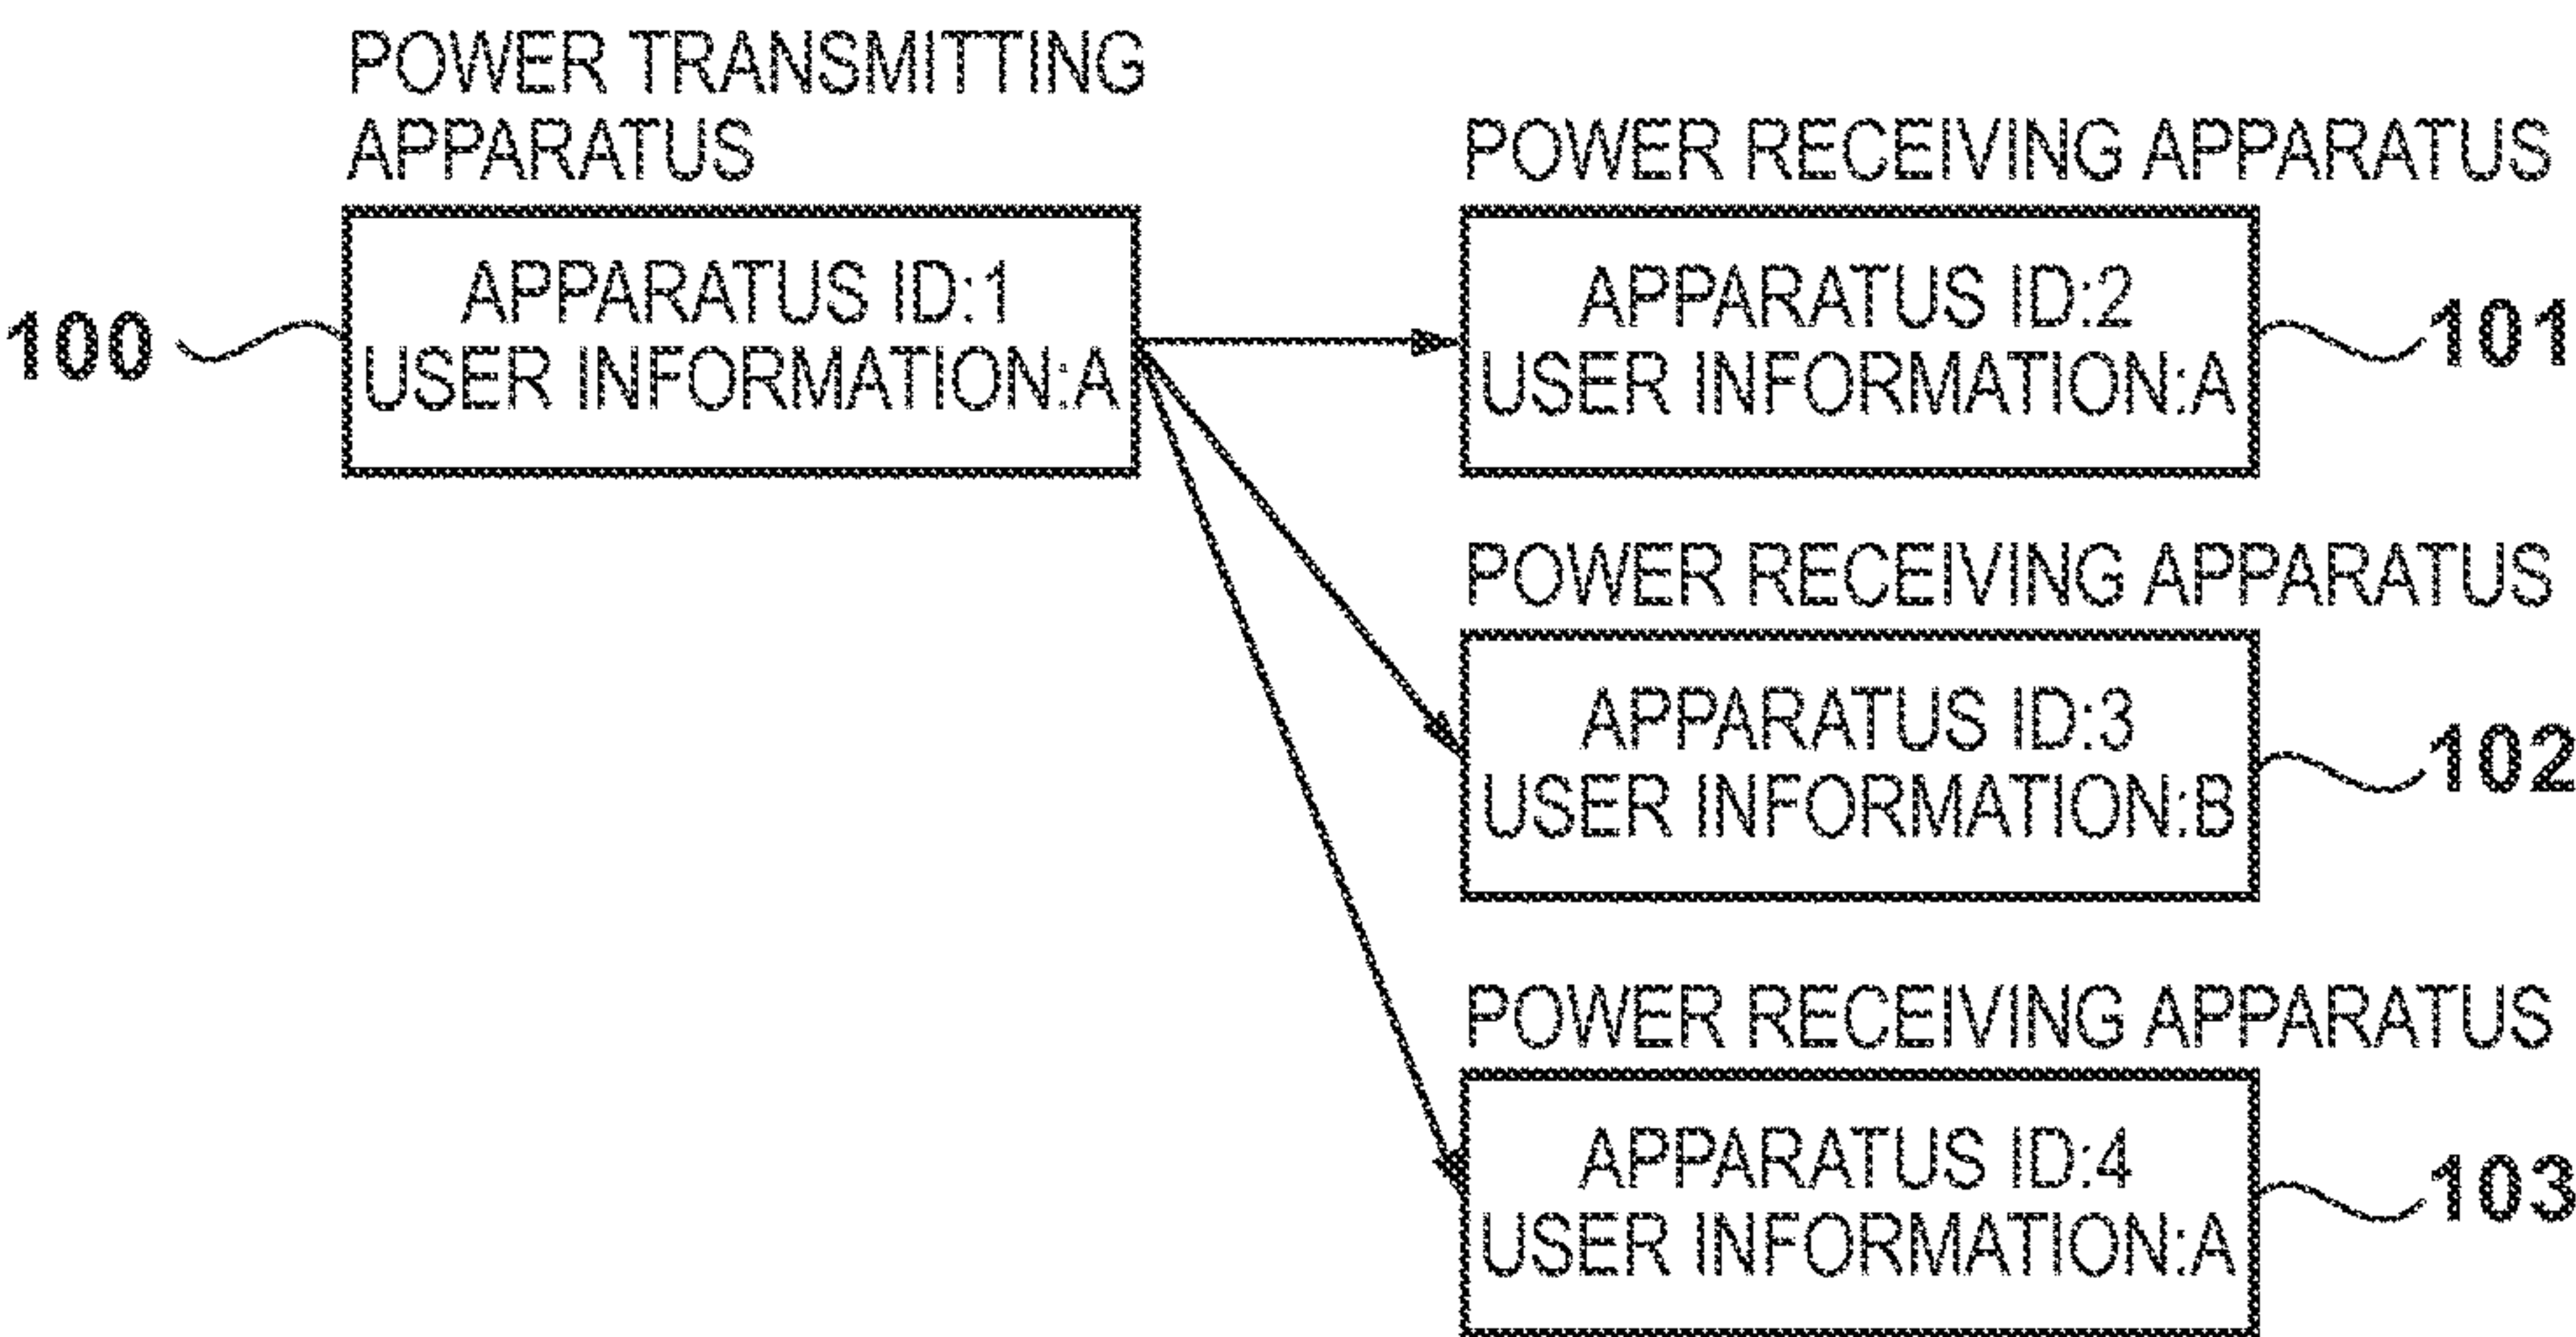 POWER TRANSMITTING
APPARATUS
100
APPARATUS ID:1
USER INFORMATION:A
POWER RECEIVING APPARATUS
APPARATUS ID:2
USER INFORMATION:A
101
POWER RECEIVING APPARATUS
APPARATUS ID:3
USER INFORMATION:B
102
POWER RECEIVING APPARATUS
APPARATUS ID:4
USER INFORMATION:A
103